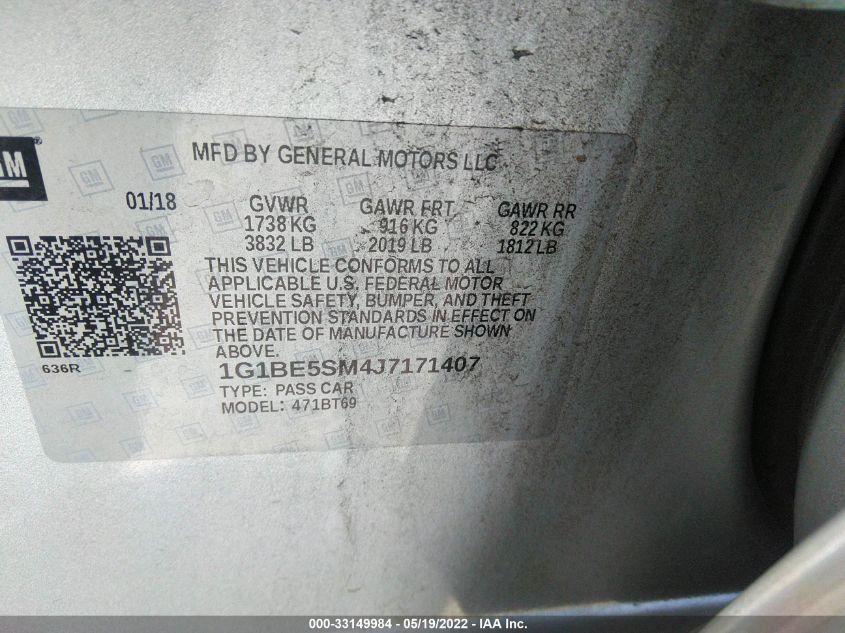 GM
MFD BY GENERAL MOTORS LLC
01/18
GVWR GAWR FRT GAWR RR
1738 KG 916 KG 822 KG
3832 LB 2019 LB 1812 LB
THIS VEHICLE CONFORMS TO ALL
APPLICABLE U.S. FEDERAL MOTOR
VEHICLE SAFETY, BUMPER, AND THEFT
PREVENTION STANDARDS IN EFFECT ON
THE DATE OF MANUFACTURE SHOWN
ABOVE.
636R
1G1BE5SM4J7171407
TYPE: PASS CAR
MODEL: 471BT69
000-33149984 - 05/19/2022 - IAA Inc.